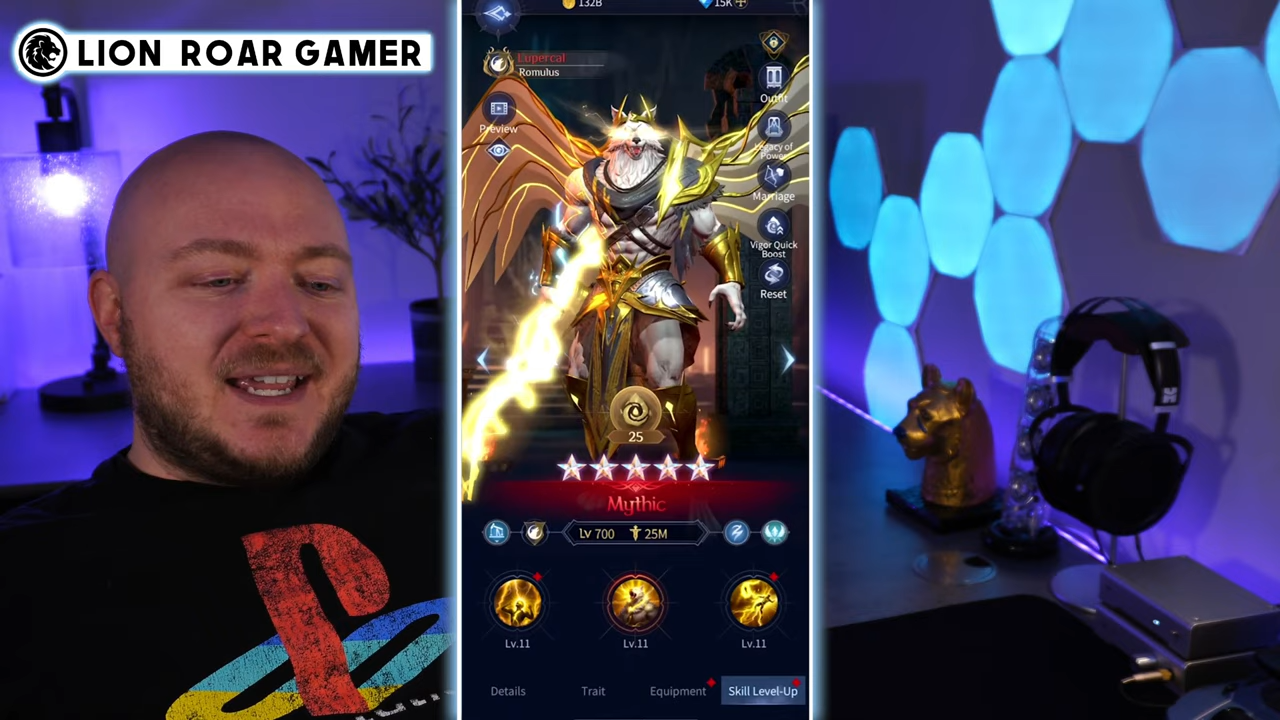 LION ROAR GAMER
132B
15K
Lupercal
Romulus
Preview
Outfit
Legacy of
Power
Marriage
Vigor Quick
Boost
Reset
25
Mythic
Lv 700
25M
Lv.11
Lv.11
Lv.11
Details
Trait
Equipment
Skill Level-Up